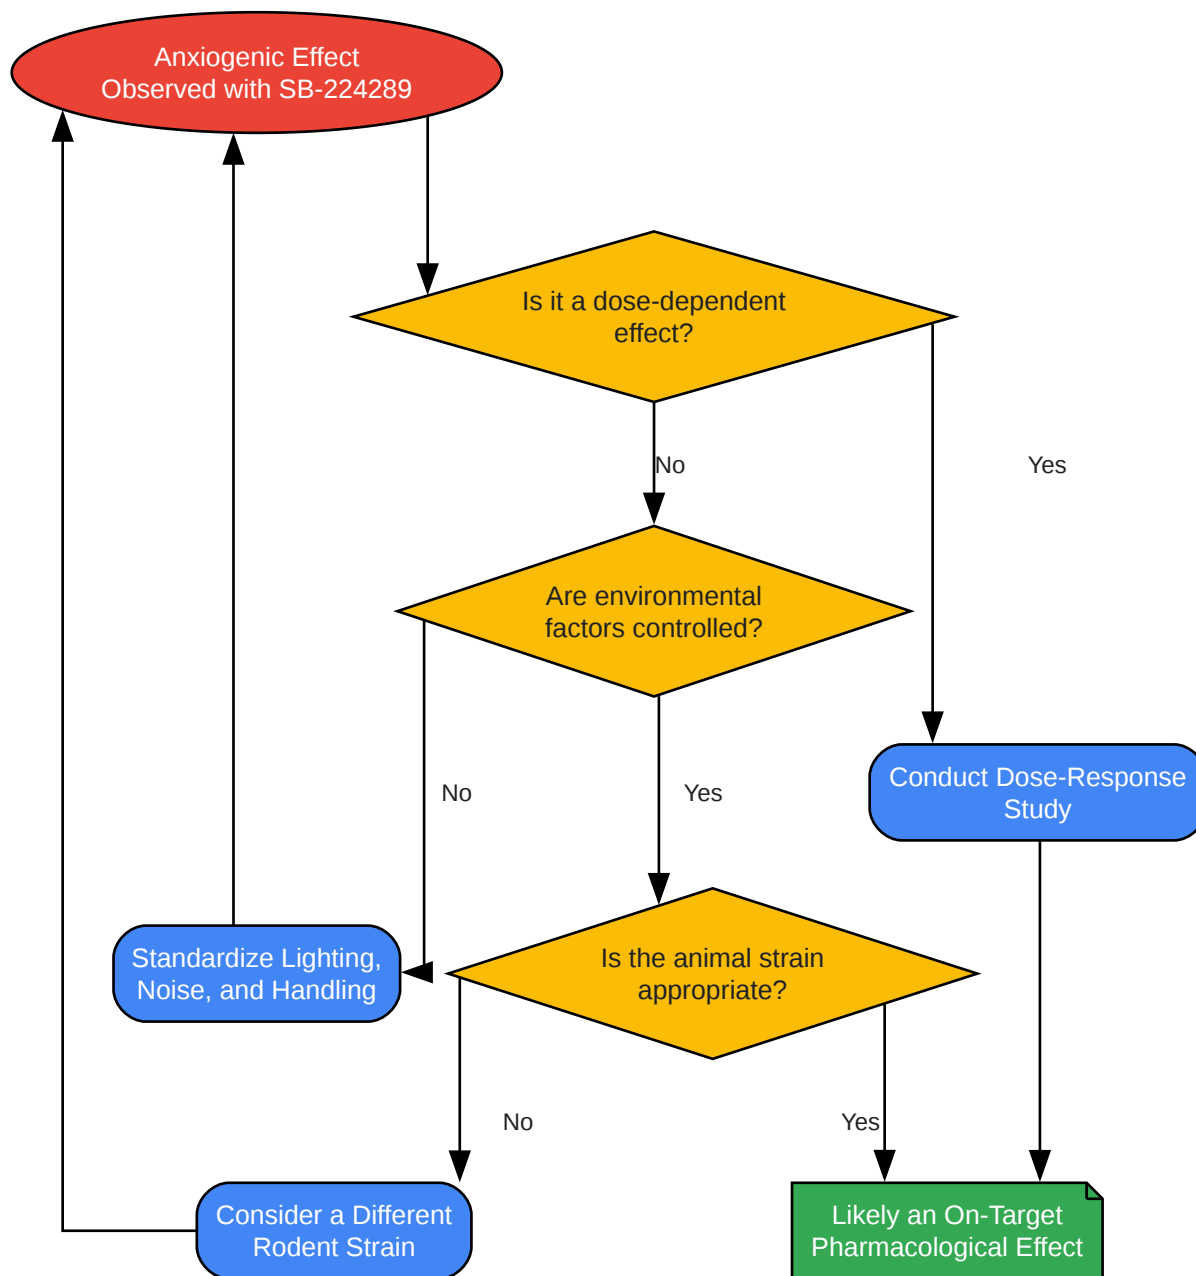 Anxiogenic Effect
Observed with SB-224289
Is it a dose-dependent
effect?
No
Yes
Are environmental
factors controlled?
No
Yes
Conduct Dose-Response
Study
Standardize Lighting,
Noise, and Handling
Is the animal strain
appropriate?
No
Yes
Consider a Different
Rodent Strain
Likely an On-Target
Pharmacological Effect